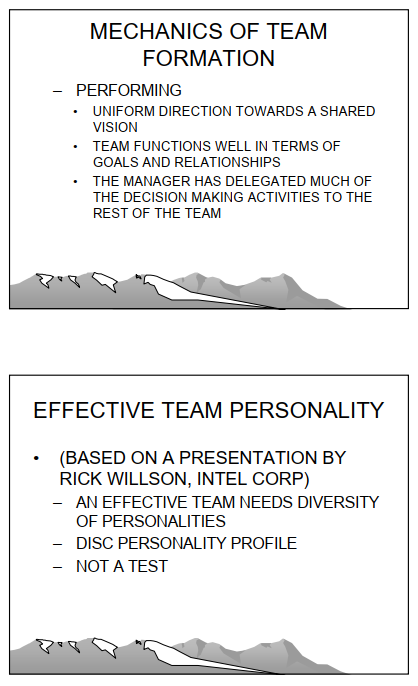 MECHANICS OF TEAM
FORMATION
– PERFORMING
• UNIFORM DIRECTION TOWARDS A SHARED
VISION
• TEAM FUNCTIONS WELL IN TERMS OF
GOALS AND RELATIONSHIPS
• THE MANAGER HAS DELEGATED MUCH OF
THE DECISION MAKING ACTIVITIES TO THE
REST OF THE TEAM
EFFECTIVE TEAM PERSONALITY
• (BASED ON A PRESENTATION BY
RICK WILLSON, INTEL CORP)
– AN EFFECTIVE TEAM NEEDS DIVERSITY
OF PERSONALITIES
– DISC PERSONALITY PROFILE
– NOT A TEST